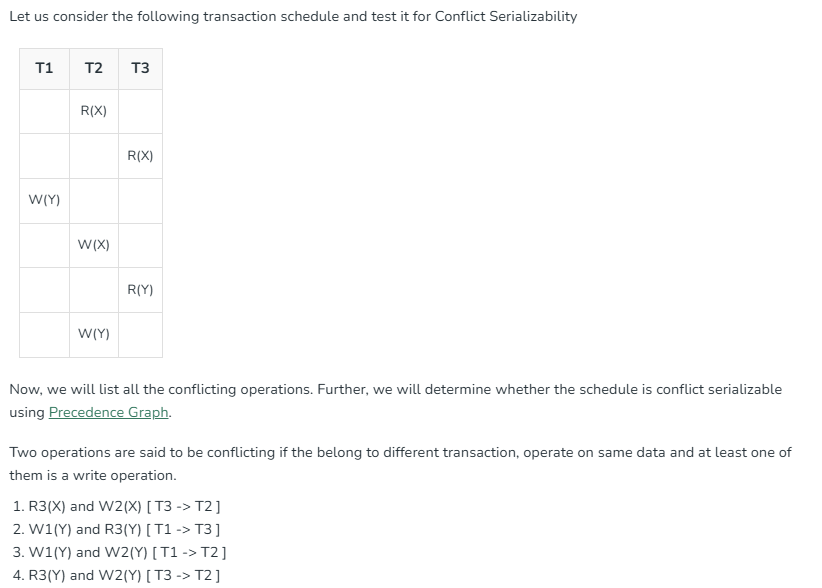 Let us consider the following transaction schedule and test it for Conflict Serializability
T1 T2 T3
R(X)
R(X)
W(Y)
W(X)
R(Y)
W(Y)
Now, we will list all the conflicting operations. Further, we will determine whether the schedule is conflict serializable
using Precedence Graph.
Two operations are said to be conflicting if the belong to different transaction, operate on same data and at least one of
them is a write operation.
1. R3(X) and W2(X) [ T3 -> T2 ]
2. W1(Y) and R3(Y) [ T1 -> T3 ]
3. W1(Y) and W2(Y) [ T1 -> T2 ]
4. R3(Y) and W2(Y) [ T3 -> T2 ]